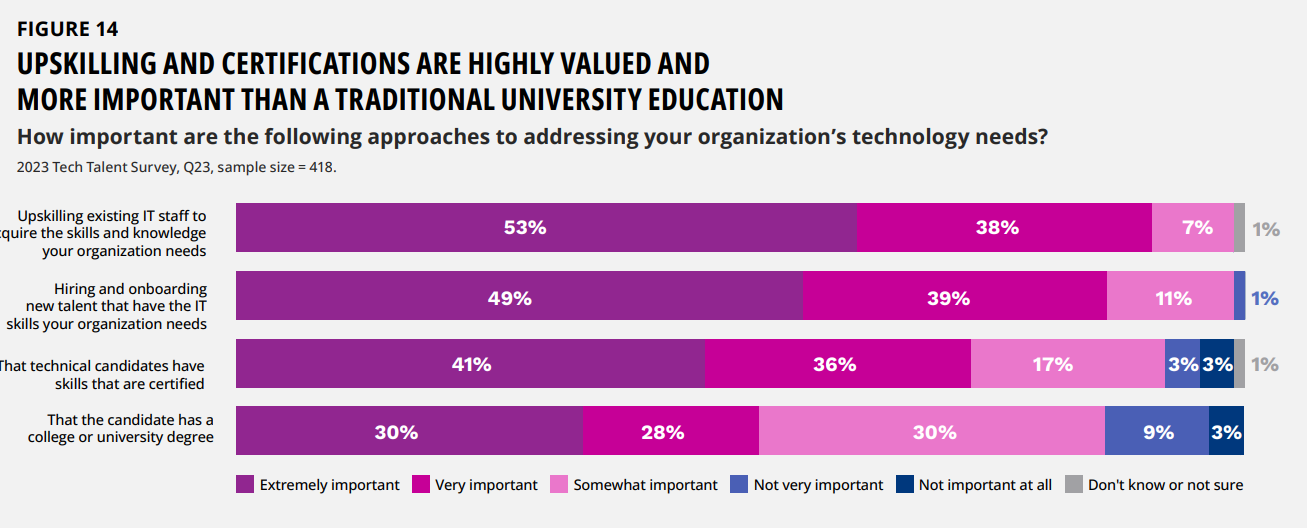 FIGURE 14
UPSKILLING AND CERTIFICATIONS ARE HIGHLY VALUED AND
MORE IMPORTANT THAN A TRADITIONAL UNIVERSITY EDUCATION
How important are the following approaches to addressing your organization’s technology needs?
2023 Tech Talent Survey, Q23, sample size = 418.
Upskilling existing IT staff to
cquire the skills and knowledge
your organization needs
53% 38% 7% 1%
Hiring and onboarding
new talent that have the IT
skills your organization needs
49% 39% 11% 1%
That technical candidates have
skills that are certified
41% 36% 17% 3% 3% 1%
That the candidate has a
college or university degree
30% 28% 30% 9% 3%
Extremely important Very important Somewhat important Not very important Not important at all Don't know or not sure